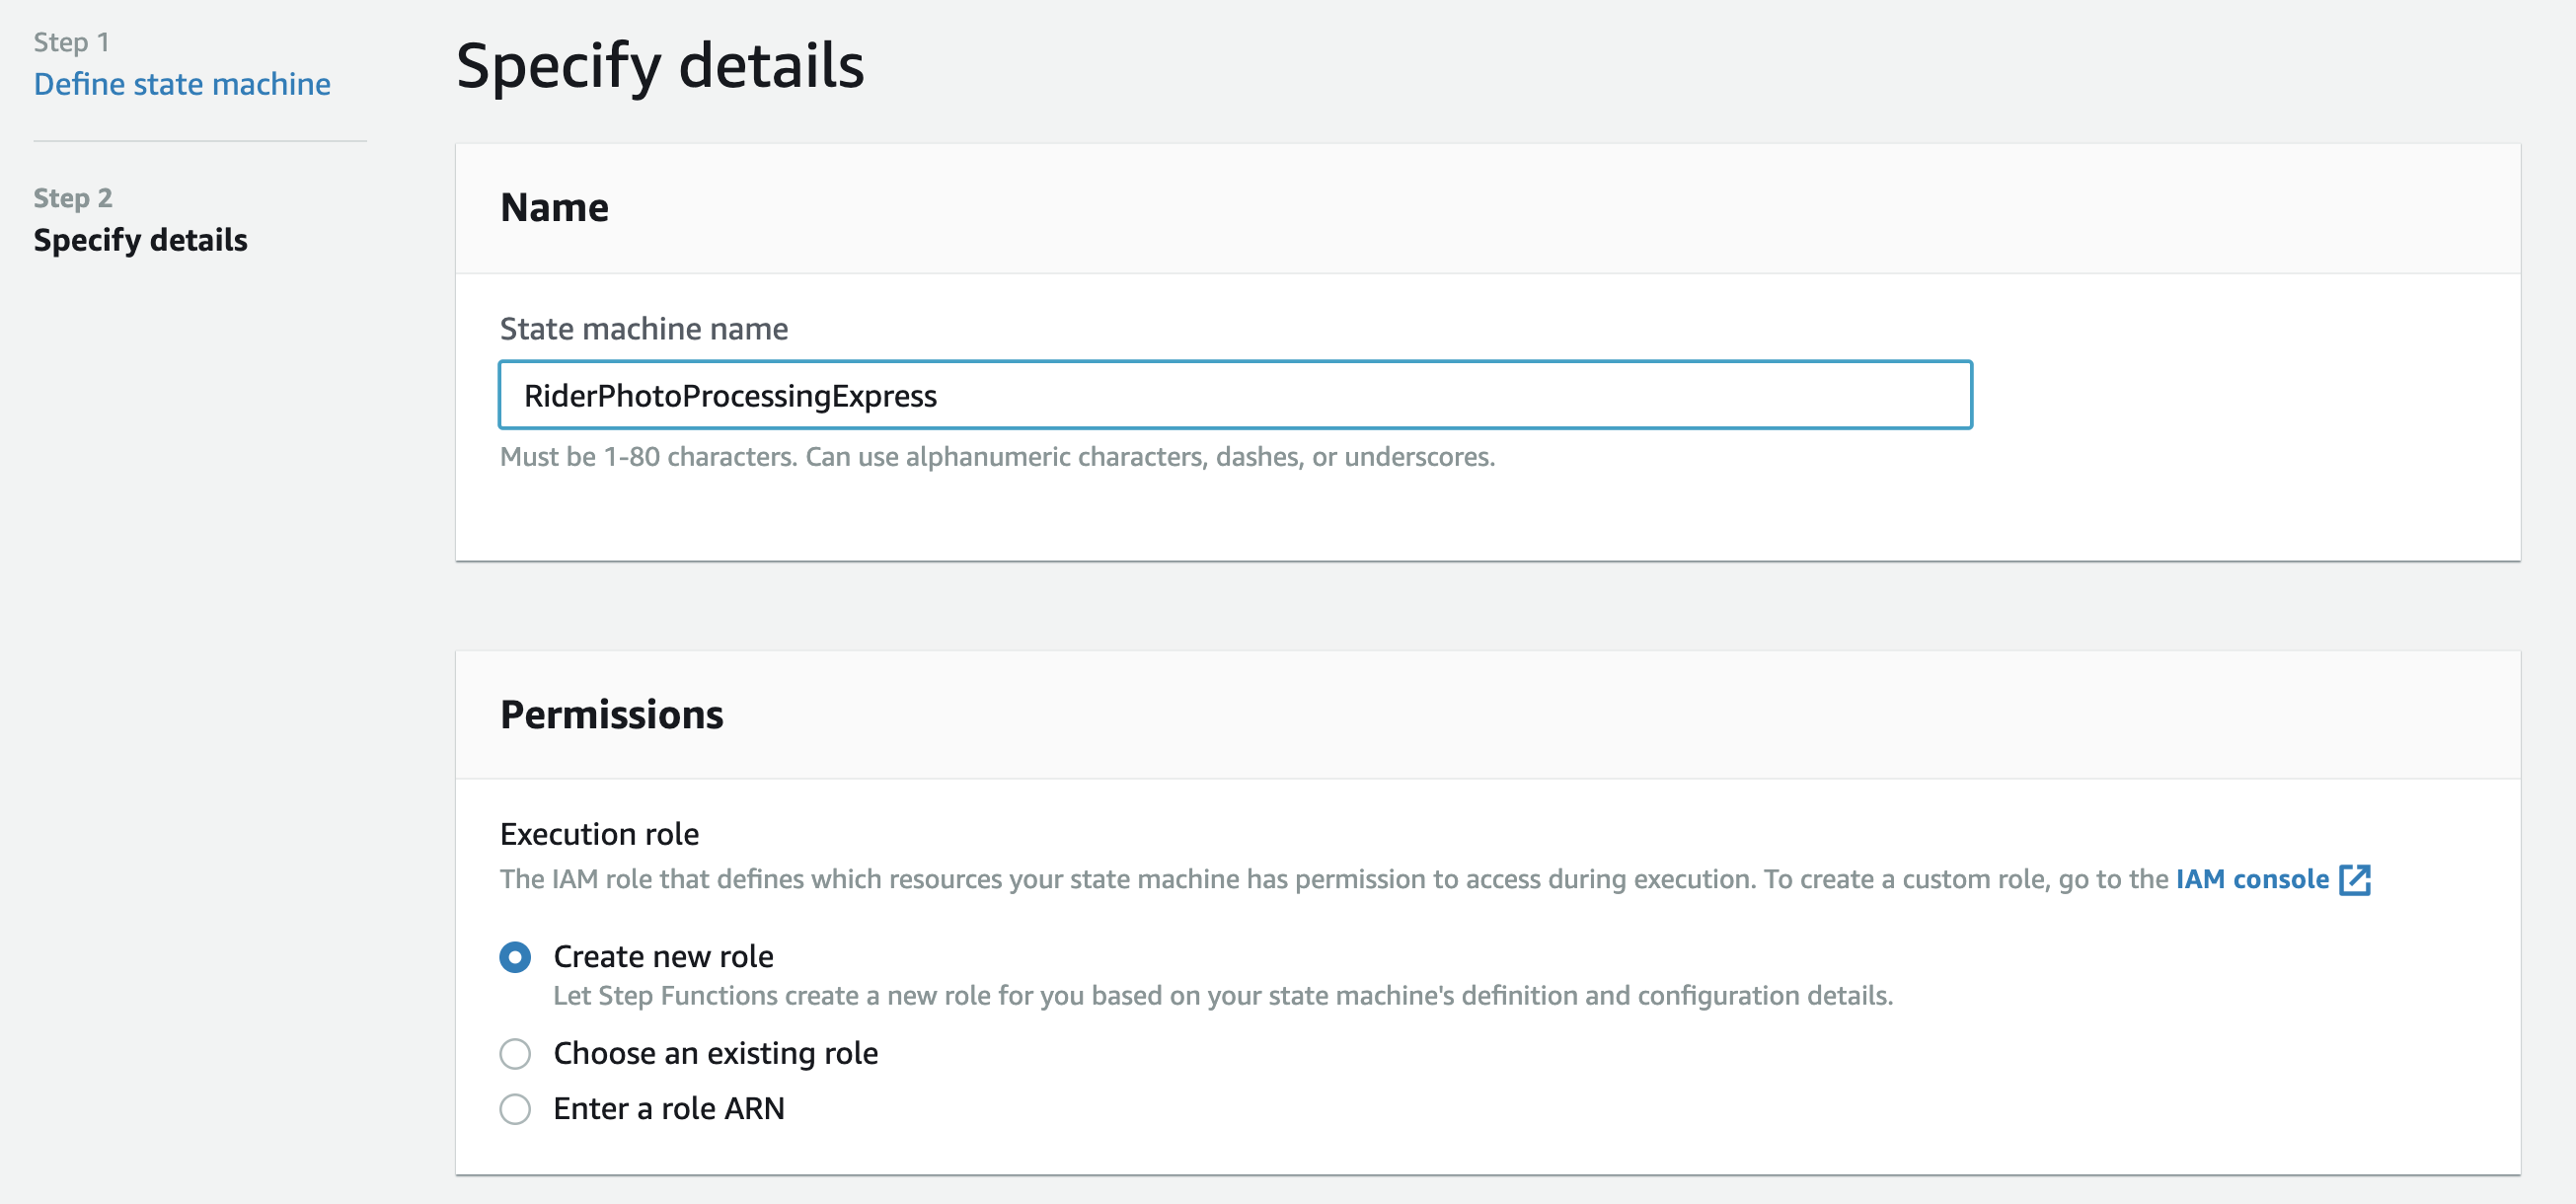 Step 1
Define state machine
Step 2
Specify details
Specify details
Name
State machine name
RiderPhotoProcessingExpress
Must be 1-80 characters. Can use alphanumeric characters, dashes, or underscores.
Permissions
Execution role
The IAM role that defines which resources your state machine has permission to access during execution. To create a custom role, go to the IAM console
Create new role
Let Step Functions create a new role for you based on your state machine's definition and configuration details.
Choose an existing role
Enter a role ARN